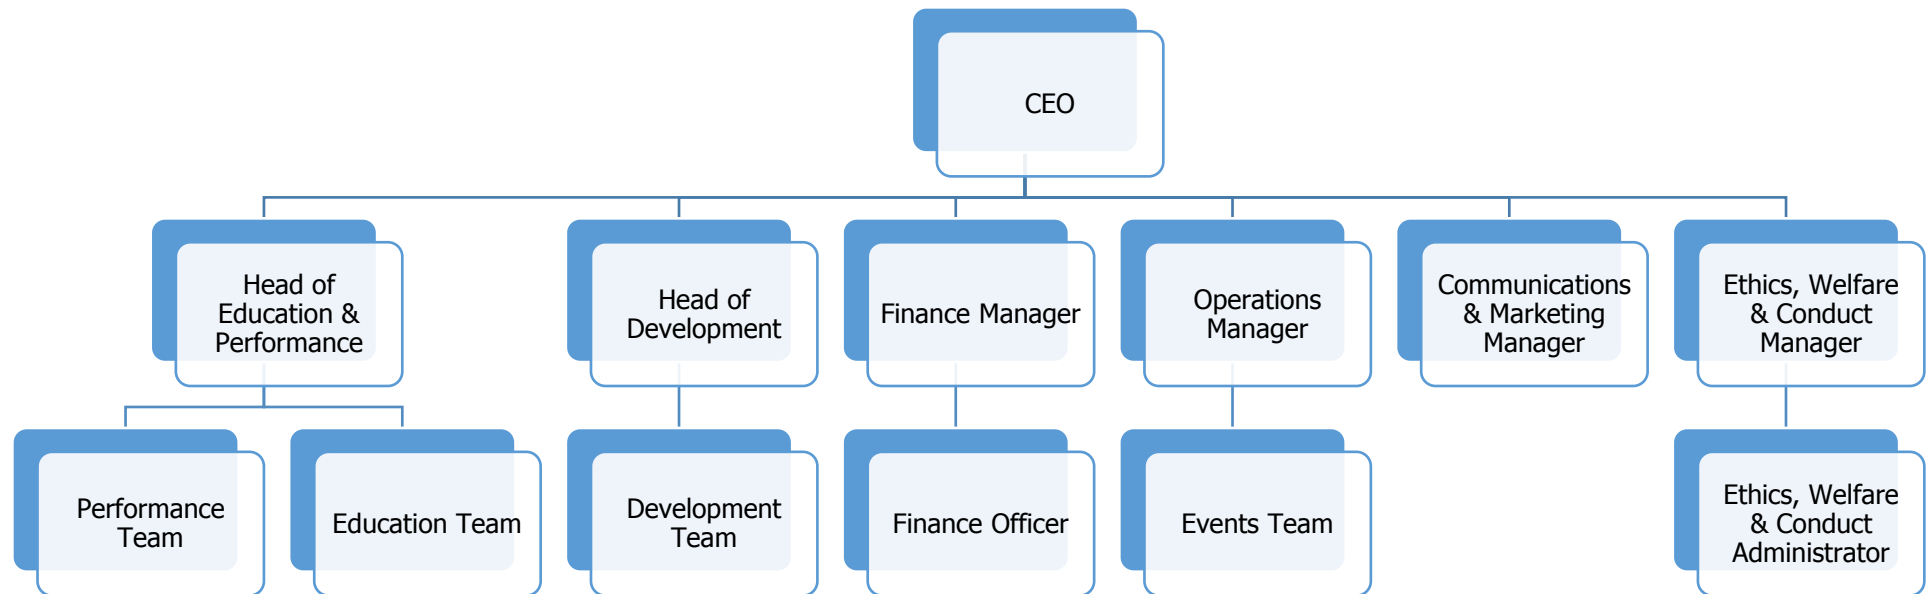 CEO
Head of
Education &
Performance
Head of
Development
Finance Manager
Operations
Manager
Communications
& Marketing
Manager
Ethics, Welfare
& Conduct
Manager
Performance
Team
Education Team
Development
Team
Finance Officer
Events Team
Ethics, Welfare
& Conduct
Administrator